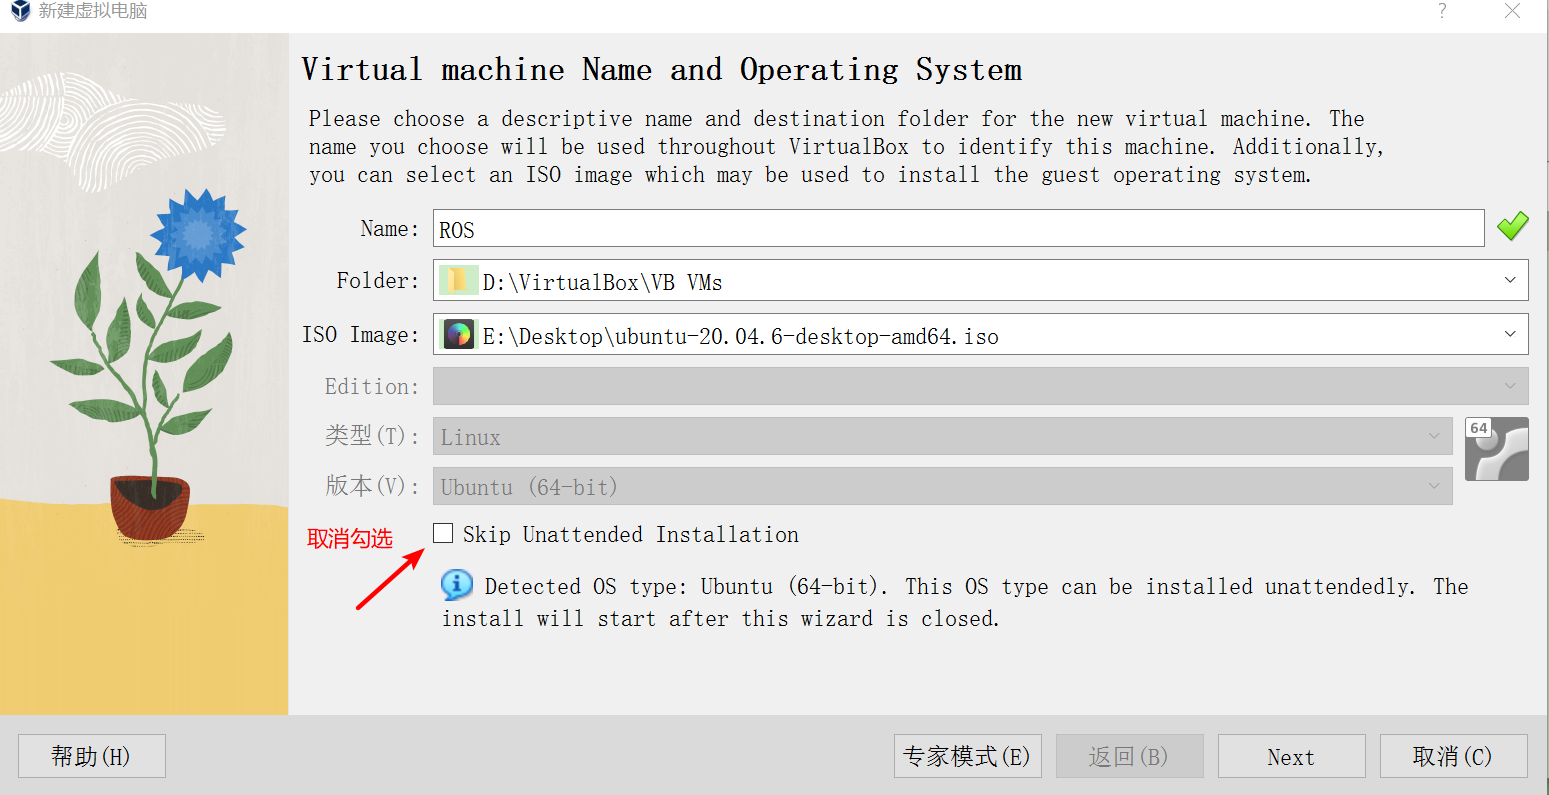 新建虚拟电脑
?
Virtual machine Name and Operating System
Please choose a descriptive name and destination folder for the new virtual machine. The
name you choose will be used throughout VirtualBox to identify this machine. Additionally,
you can select an ISO image which may be used to install the guest operating system.
Name: ROS
Folder: D:\VirtualBox\VB VMs
ISO Image: E:\Desktop\ubuntu-20.04.6-desktop-amd64.iso
Edition:
类型(T): Linux
64
版本(V): Ubuntu (64-bit)
取消勾选 Skip Unattended Installation
Detected OS type: Ubuntu (64-bit). This OS type can be installed unattendedly. The
install will start after this wizard is closed.
帮助(H) 专家模式(E) 返回(B) Next 取消(C)